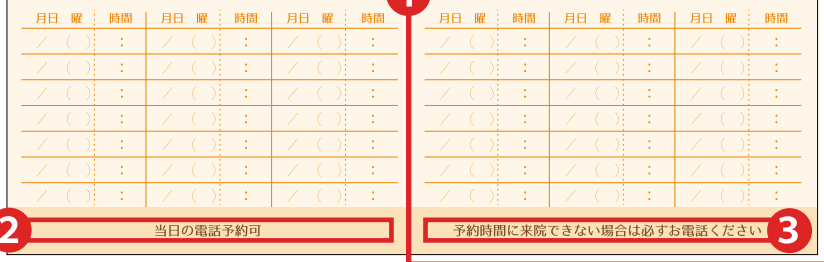 1
月日 曜 時間 月日 曜 時間 月日 曜 時間 月日 曜 時間 月日 曜 時間 月日 曜 時間
／ （ ） ： ／ （ ） ： ／ （ ） ： ／ （ ） ： ／ （ ） ： ／ （ ） ：
／ （ ） ： ／ （ ） ： ／ （ ） ： ／ （ ） ： ／ （ ） ： ／ （ ） ：
／ （ ） ： ／ （ ） ： ／ （ ） ： ／ （ ） ： ／ （ ） ： ／ （ ） ：
／ （ ） ： ／ （ ） ： ／ （ ） ： ／ （ ） ： ／ （ ） ： ／ （ ） ：
／ （ ） ： ／ （ ） ： ／ （ ） ： ／ （ ） ： ／ （ ） ： ／ （ ） ：
／ （ ） ： ／ （ ） ： ／ （ ） ： ／ （ ） ： ／ （ ） ： ／ （ ） ：
／ （ ） ： ／ （ ） ： ／ （ ） ： ／ （ ） ： ／ （ ） ： ／ （ ） ：
2 当日の電話予約可
予約時間に来院できない場合は必ずお電話ください 3